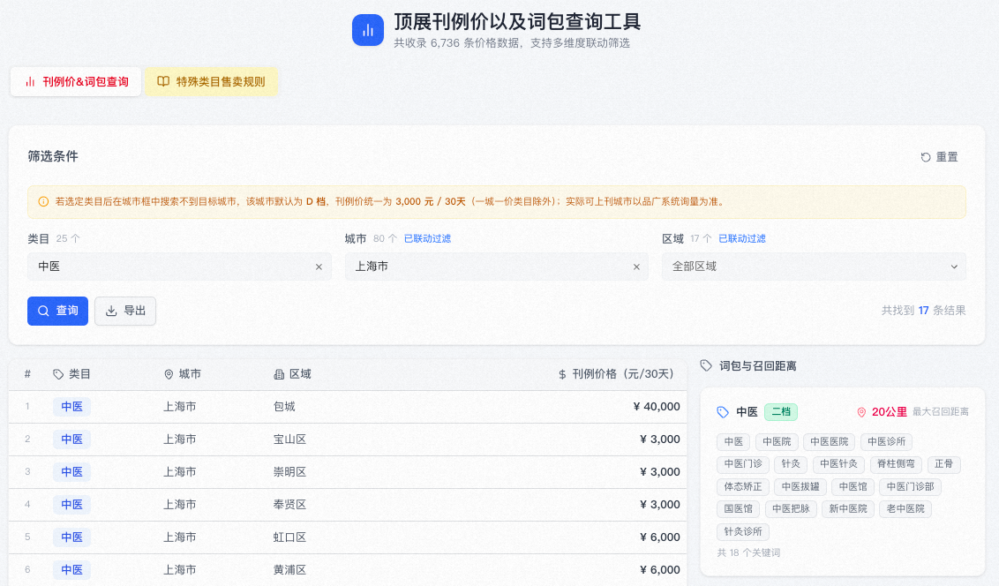 顶展刊例价以及词包查询工具
共收录 6,736 条价格数据，支持多维度联动筛选
刊例价&词包查询 特殊类目售卖规则
筛选条件 重置
若选定类目后在城市框中搜索不到目标城市，该城市默认为 D 档，刊例价统一为 3,000 元 / 30天（一城一价类目除外）；实际可上刊城市以品广系统询量为准。
类目 25 个 城市 80 个 已联动过滤 区域 17 个 已联动过滤
中医 × 上海市 × 全部区域
查询 导出 共找到 17 条结果
# 类目 城市 区域 $ 刊例价格（元/30天）
1 中医 上海市 包城 ¥ 40,000
2 中医 上海市 宝山区 ¥ 3,000
3 中医 上海市 崇明区 ¥ 3,000
4 中医 上海市 奉贤区 ¥ 3,000
5 中医 上海市 虹口区 ¥ 6,000
6 中医 上海市 黄浦区 ¥ 6,000
词包与召回距离
中医 二档 20公里 最大召回距离
中医 中医院 中医医院 中医诊所
中医门诊 针灸 中医针灸 脊柱侧弯 正骨
体态矫正 中医拔罐 中医馆 中医门诊部
国医馆 中医把脉 新中医院 老中医院
针灸诊所
共 18 个关键词